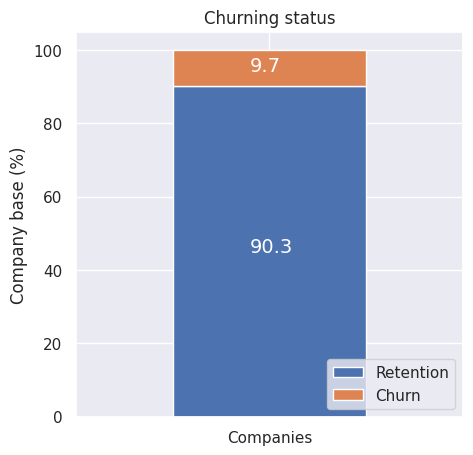 Churning status
Company base (%)
100
80
60
40
20
0
9.7
90.3
Retention
Churn
Companies